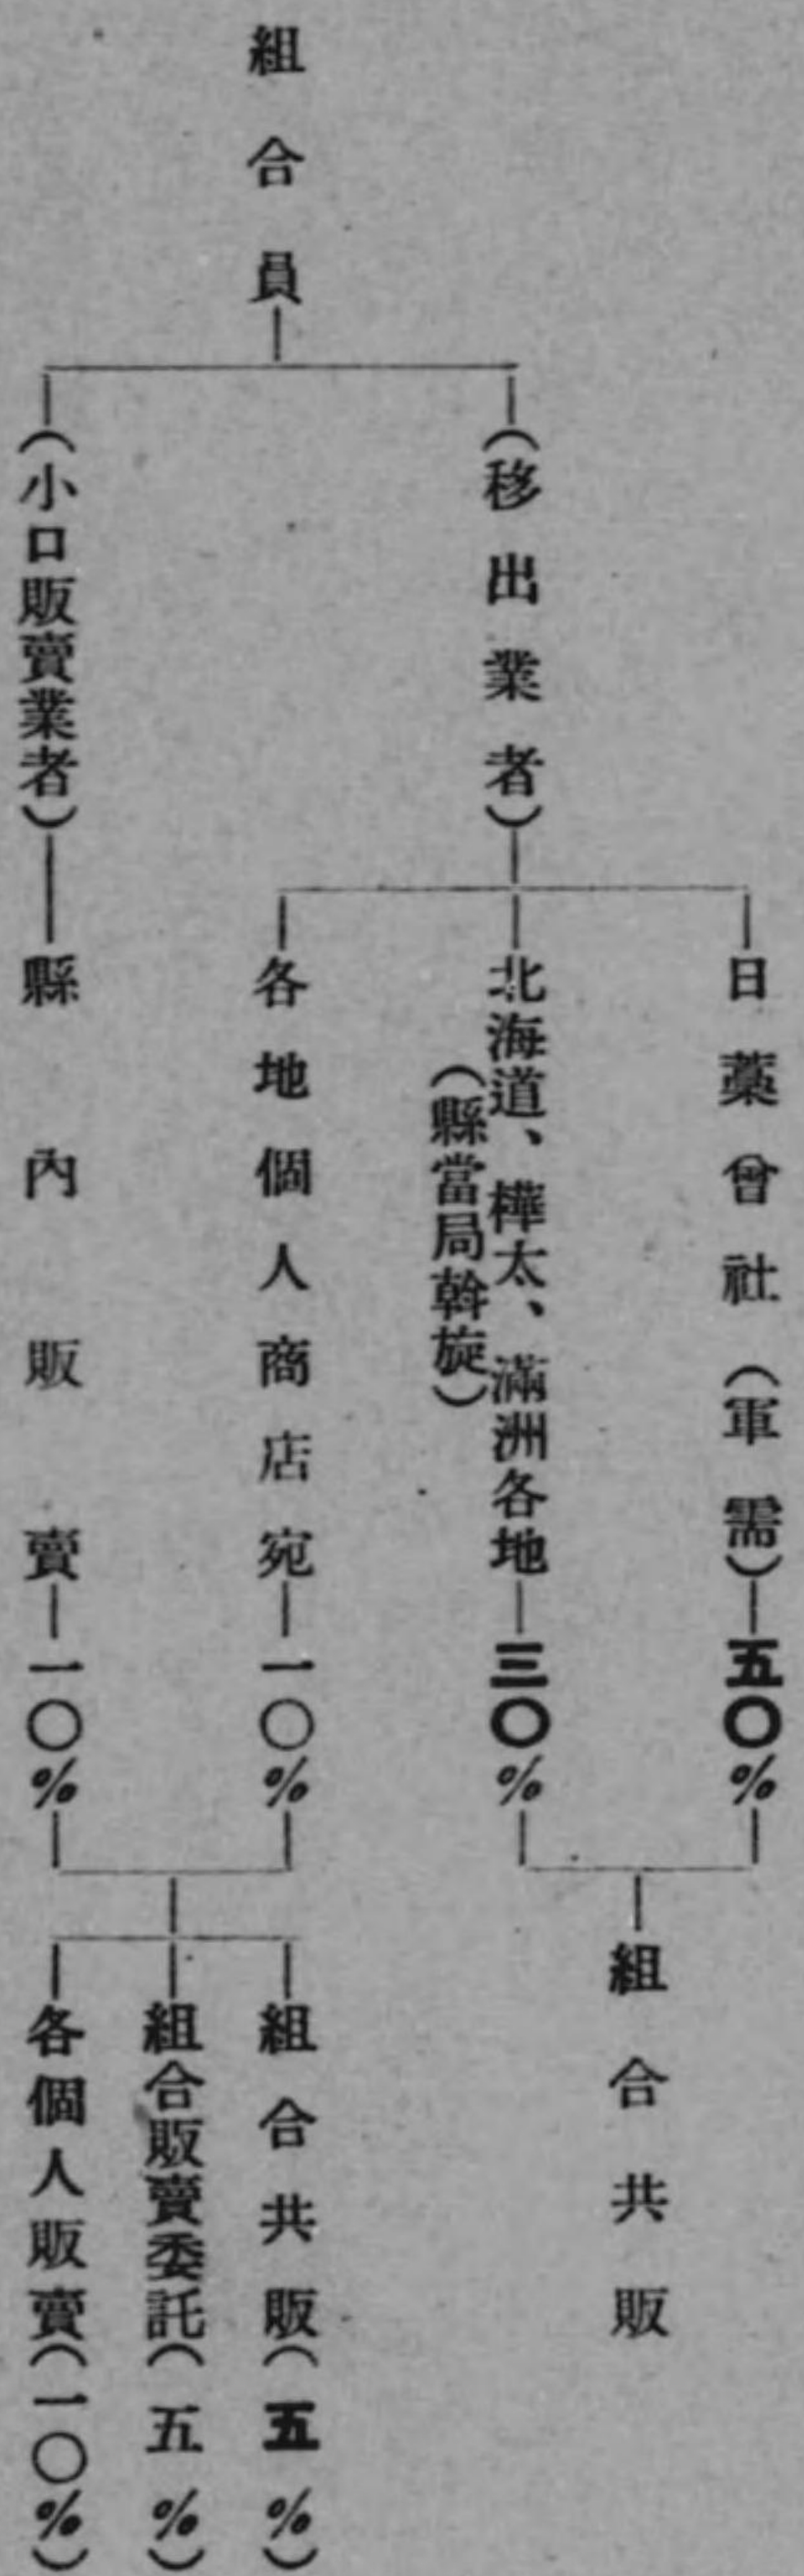 組合員
(移出業者)
日藁會社(軍需)
五〇%
北海道、樺太、滿洲各地
(縣當局斡旋)
三〇%
組合共販
各地個人商店宛
一〇%
(小口販賣業者)
縣內販賣
一〇%
組合共販(五%)
組合販賣委託(五%)
各個人販賣(一〇%)